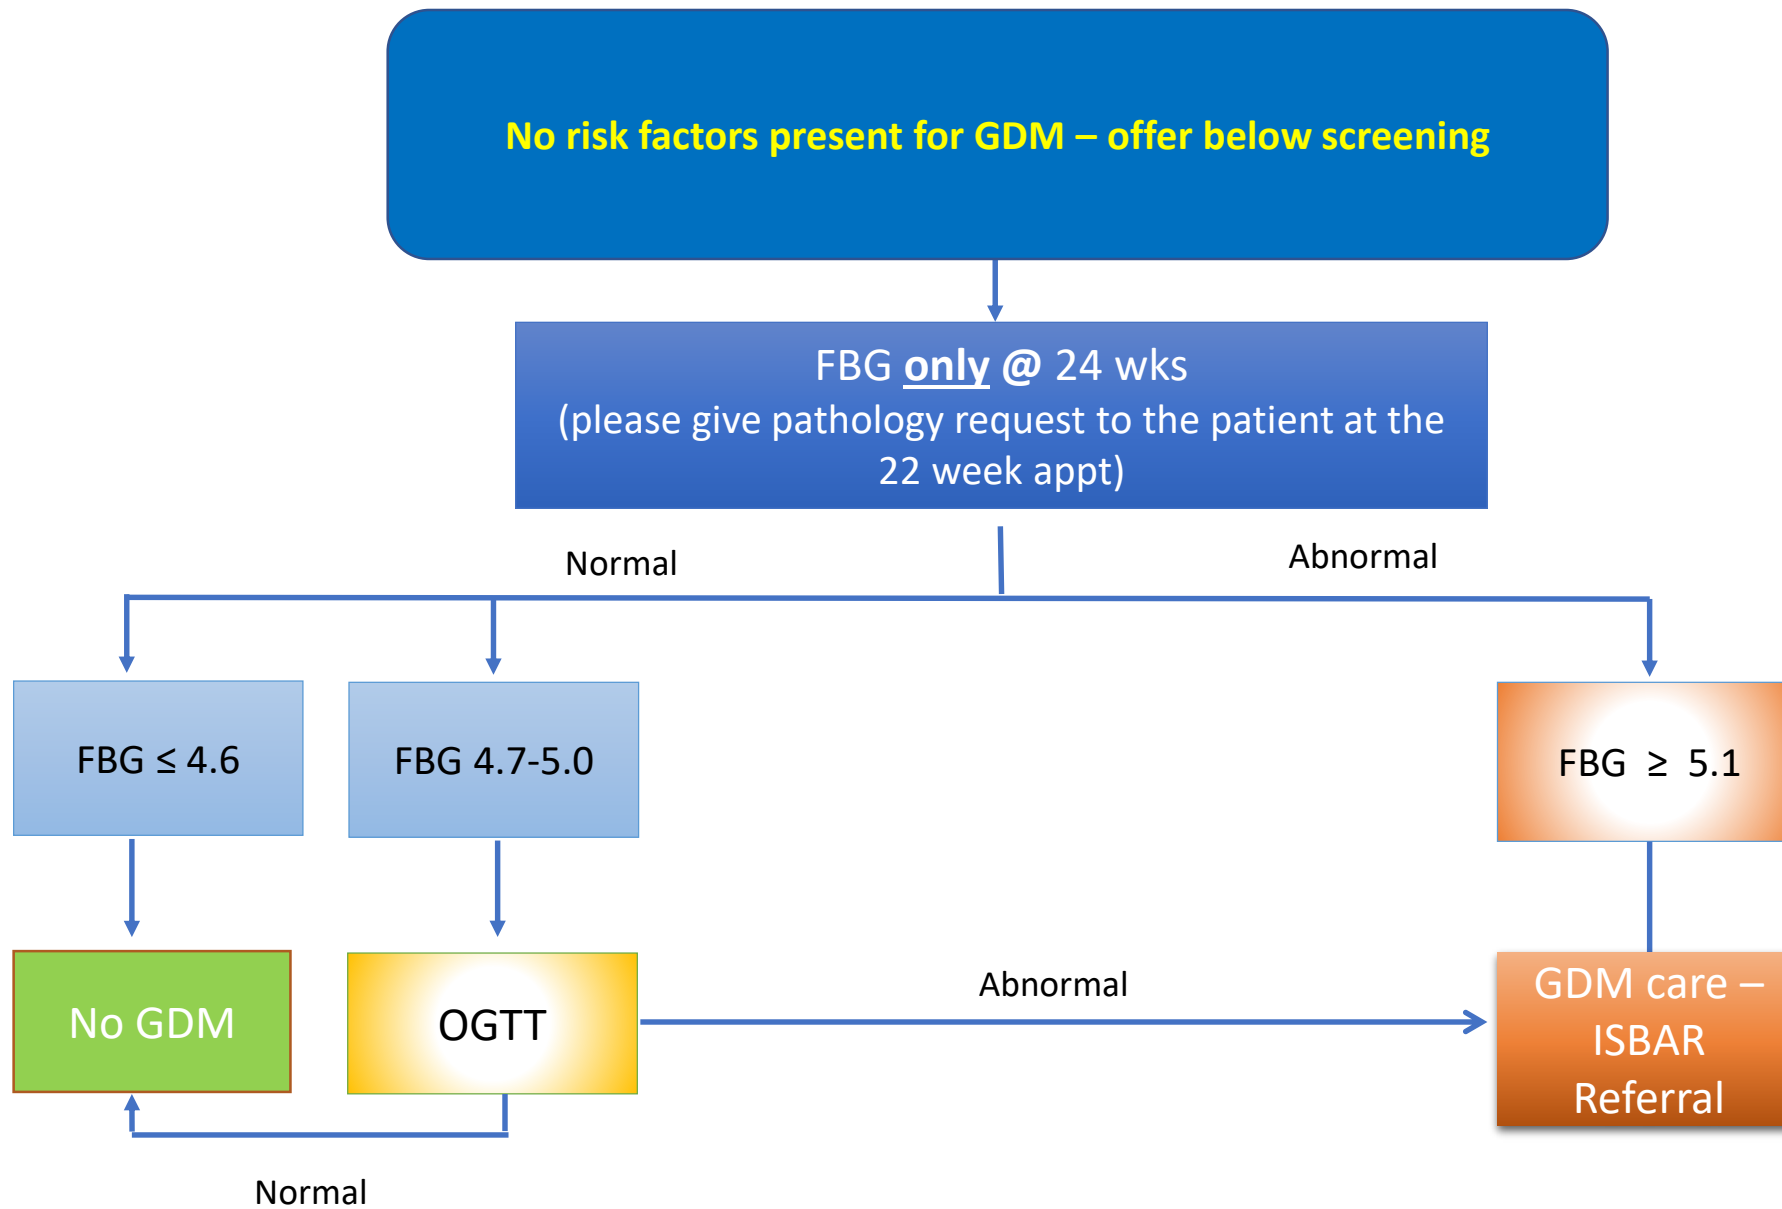 No risk factors present for GDM – offer below screening
FBG only @ 24 wks
(please give pathology request to the patient at the
22 week appt)
Normal
Abnormal
FBG ≤ 4.6
FBG 4.7-5.0
FBG ≥ 5.1
No GDM
OGTT
Abnormal
GDM care –
ISBAR
Referral
Normal